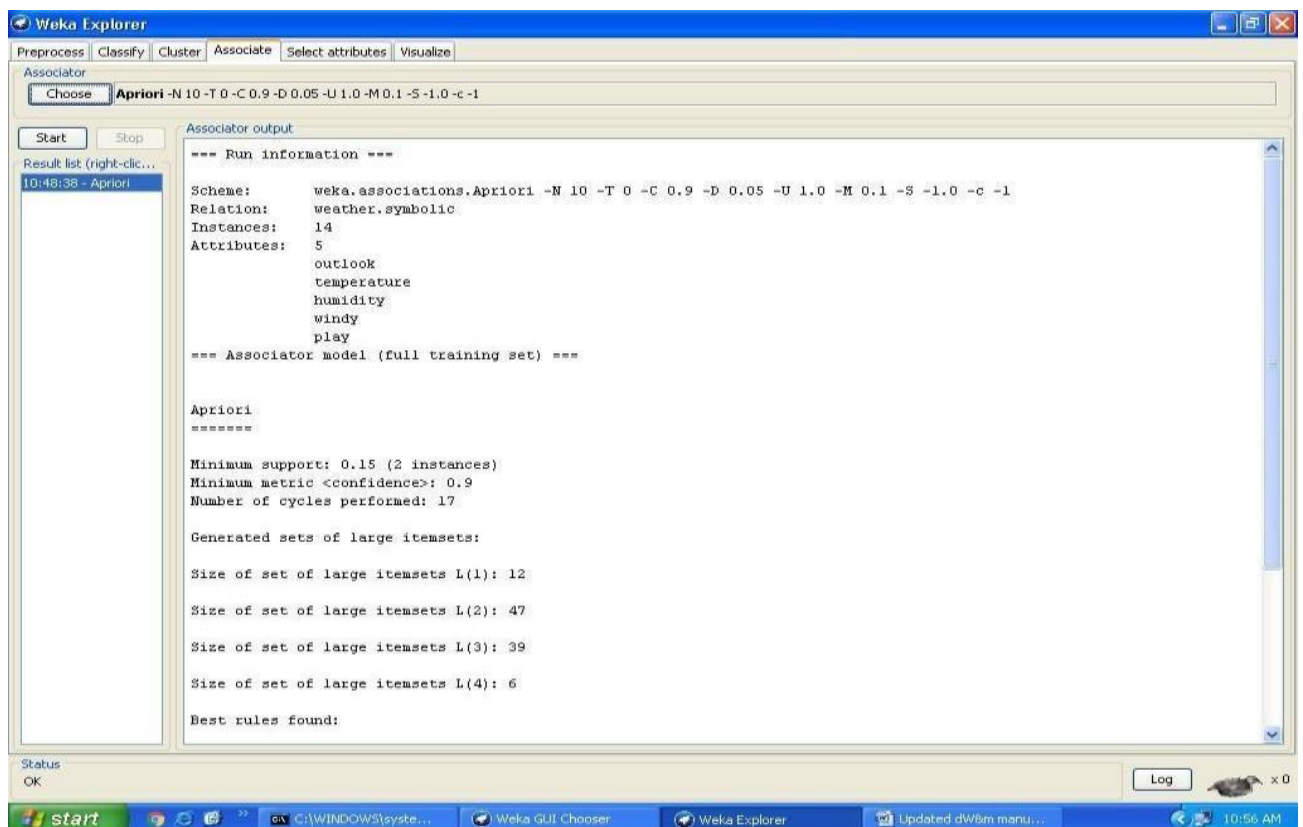 Weka Explorer
Preprocess Classify Cluster Associate Select attributes Visualize
Associator
Choose Apriori -N 10 -T 0 -C 0.9 -D 0.05 -U 1.0 -M 0.1 -S -1.0 -c -1
Start Stop
Result list (right-clic...
10:48:38 - Apriori
Associator output
=== Run information ===
Scheme: weka.associations.Apriori -N 10 -T 0 -C 0.9 -D 0.05 -U 1.0 -M 0.1 -S -1.0 -c -1
Relation: weather.symbolic
Instances: 14
Attributes: 5
outlook
temperature
humidity
windy
play
=== Associator model (full training set) ===
Apriori
=======
Minimum support: 0.15 (2 instances)
Minimum metric <confidence>: 0.9
Number of cycles performed: 17
Generated sets of large itemsets:
Size of set of large itemsets L(1): 12
Size of set of large itemsets L(2): 47
Size of set of large itemsets L(3): 39
Size of set of large itemsets L(4): 6
Best rules found:
Status
OK
Log x 0
start C:\WINDOWS\syste... Weka GUI Chooser Weka Explorer Updated dW&m manu... 10:56 AM